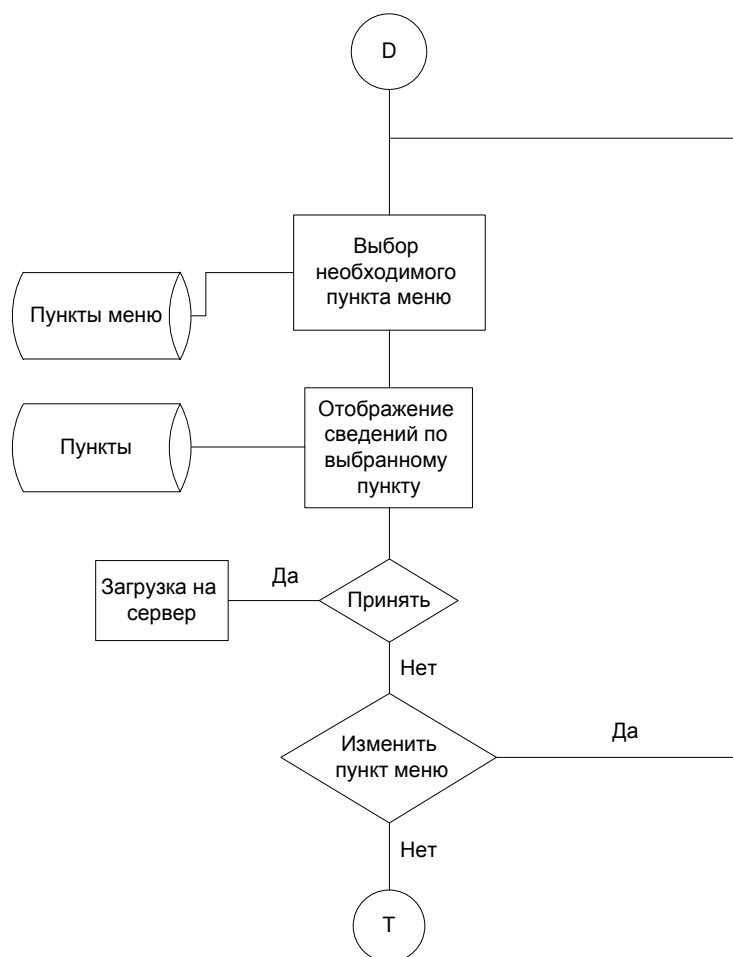 D
Выбор
необходимого
пункта меню
Пункты меню
Отображение
сведений по
выбранному
пункту
Пункты
Загрузка на
сервер
Да
Принять
Нет
Изменить
пункт меню
Да
Нет
T